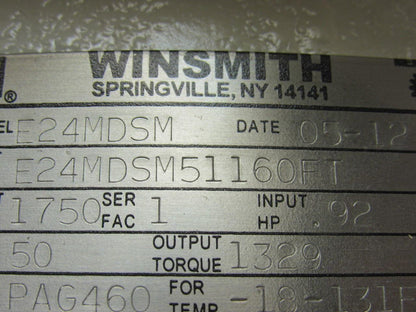 WINSMITH
SPRINGVILLE, NY 14141
®
EL E24MDSM DATE 05-12
E24MDSM51160FT
1750 SER FAC 1 INPUT HP .92
50 OUTPUT TORQUE 1329
PAG460 FOR TEMP -18-131F